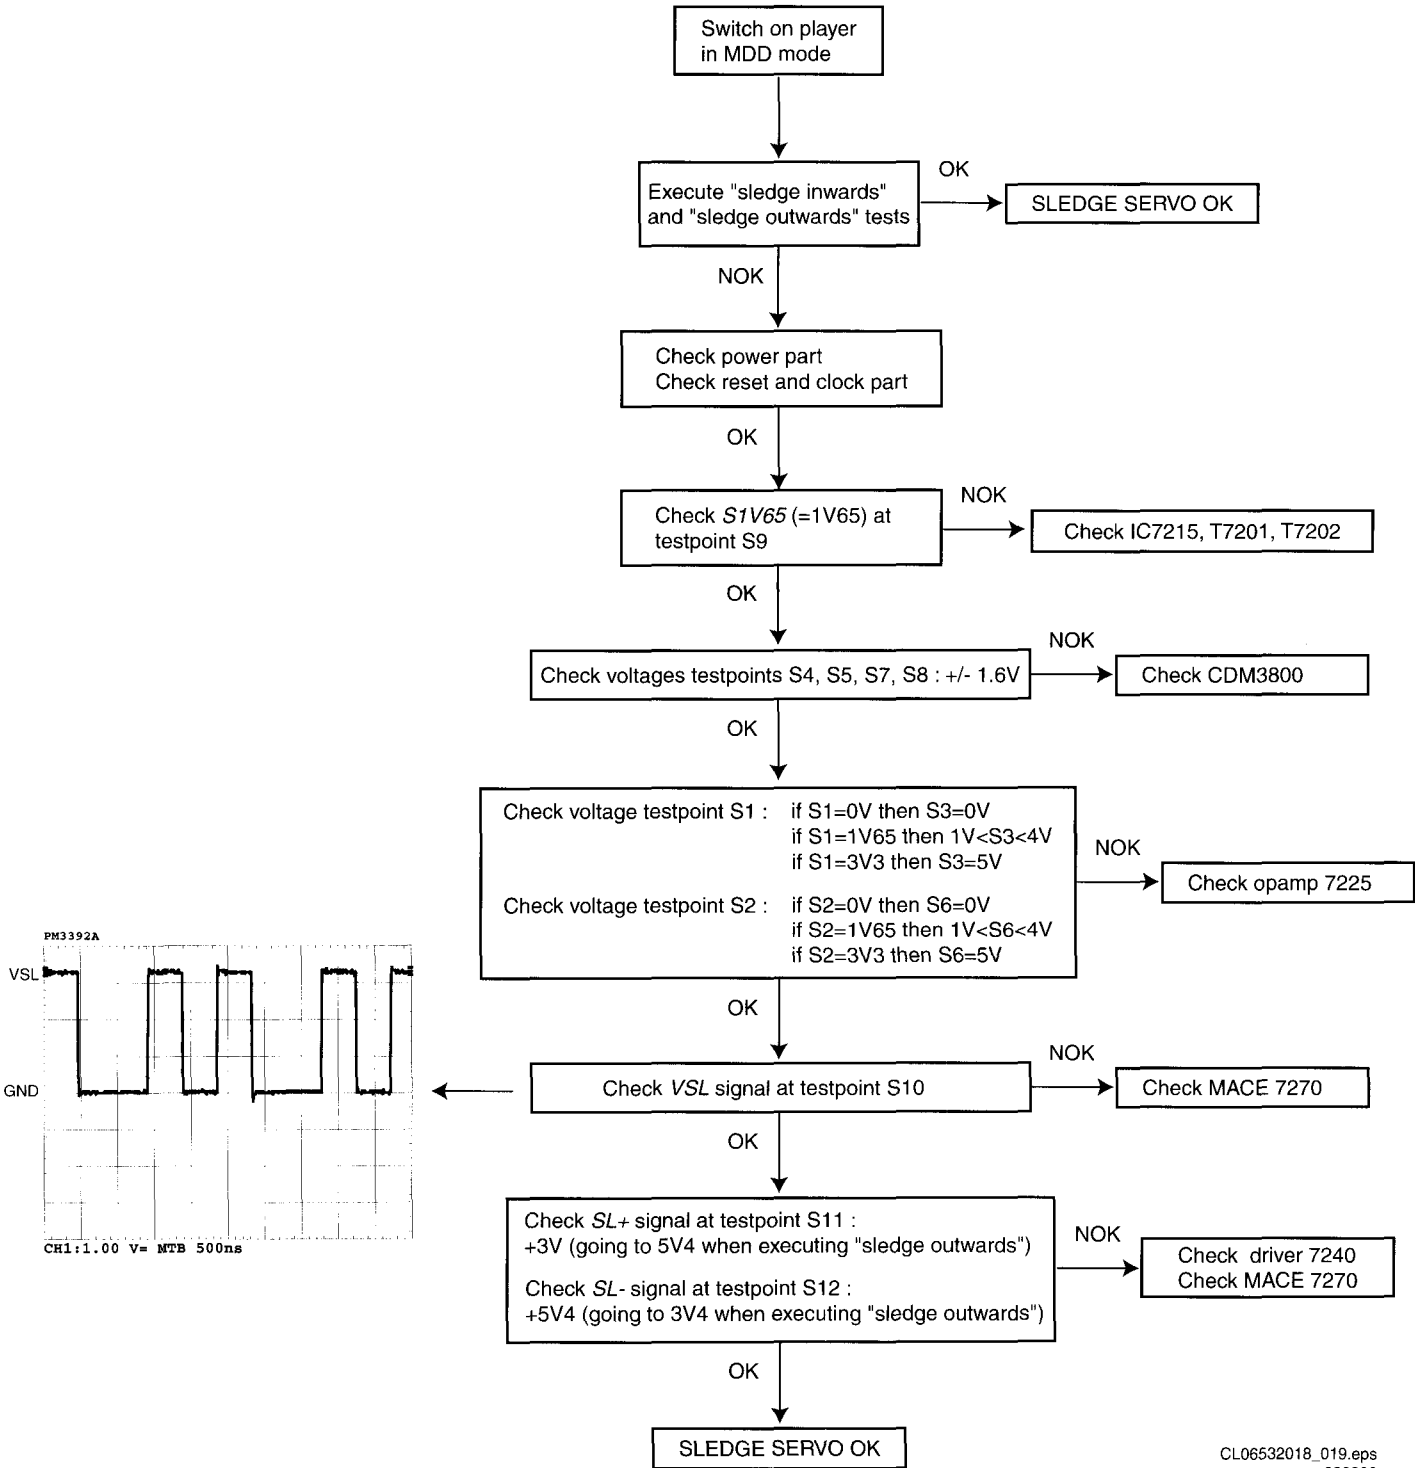 Switch on player
in MDD mode
Execute "sledge inwards"
and "sledge outwards" tests
OK
SLEDGE SERVO OK
NOK
Check power part
Check reset and clock part
OK
Check S1V65 (=1V65) at
testpoint S9
NOK
Check IC7215, T7201, T7202
OK
Check voltages testpoints S4, S5, S7, S8 : +/- 1.6V
NOK
Check CDM3800
OK
Check voltage testpoint S1 : if S1=0V then S3=0V
if S1=1V65 then 1V<S3<4V
if S1=3V3 then S3=5V
Check voltage testpoint S2 : if S2=0V then S6=0V
if S2=1V65 then 1V<S6<4V
if S2=3V3 then S6=5V
NOK
Check opamp 7225
OK
PM3392A
VSL
GND
CH1:1.00 V= MTB 500ns
Check VSL signal at testpoint S10
NOK
Check MACE 7270
OK
Check SL+ signal at testpoint S11 :
+3V (going to 5V4 when executing "sledge outwards")
Check SL- signal at testpoint S12 :
+5V4 (going to 3V4 when executing "sledge outwards")
NOK
Check driver 7240
Check MACE 7270
OK
SLEDGE SERVO OK
CL06532018_019.eps